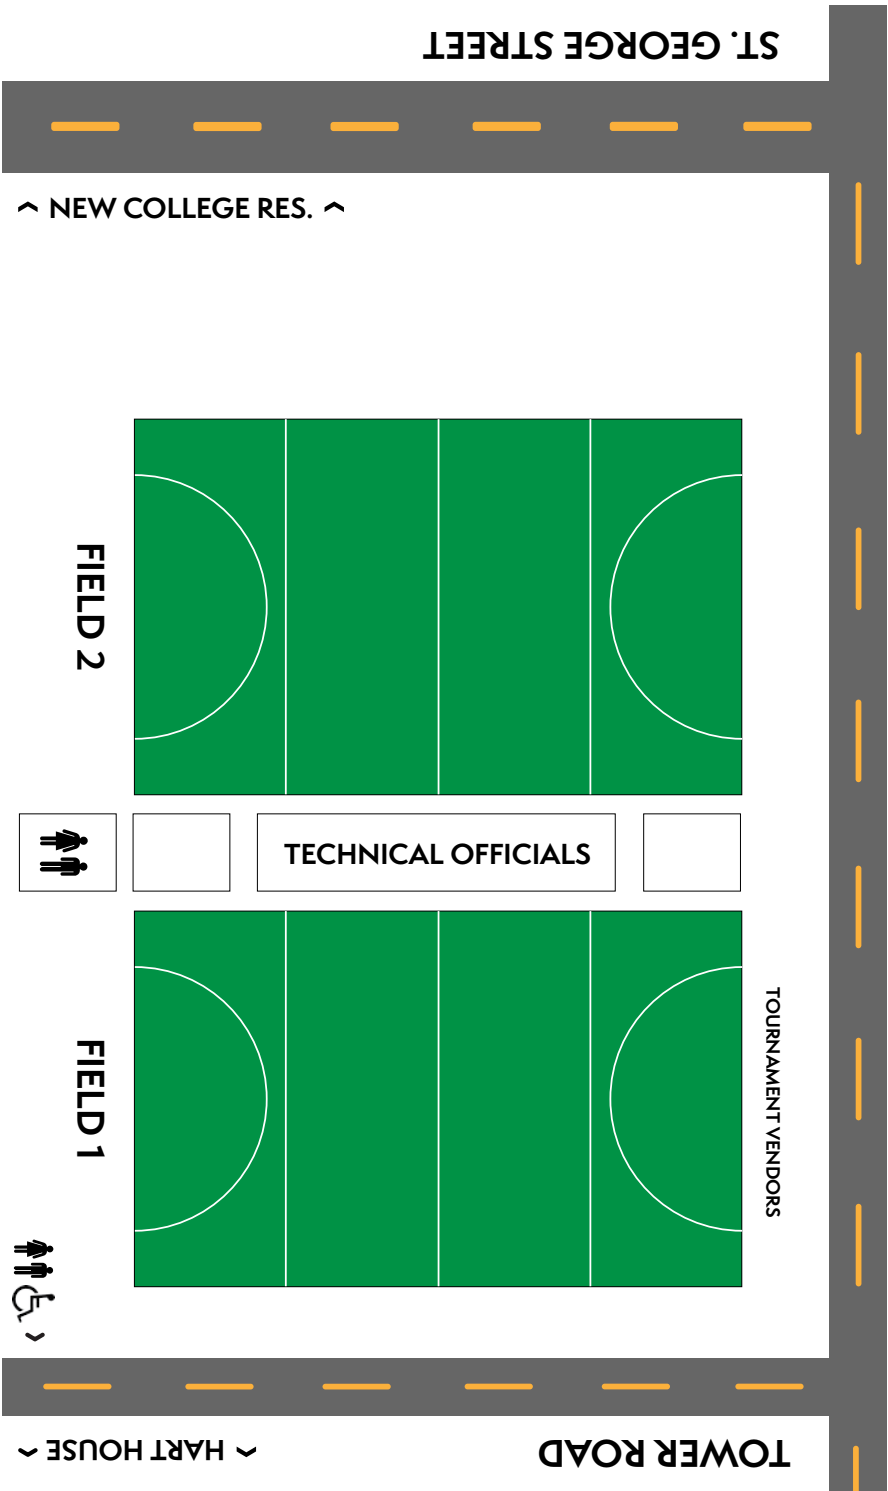 ST. GEORGE STREET
^ NEW COLLEGE RES. ^
FIELD 2
TECHNICAL OFFICIALS
FIELD 1
TOURNAMENT VENDORS
^ HART HOUSE ^
TOWER ROAD